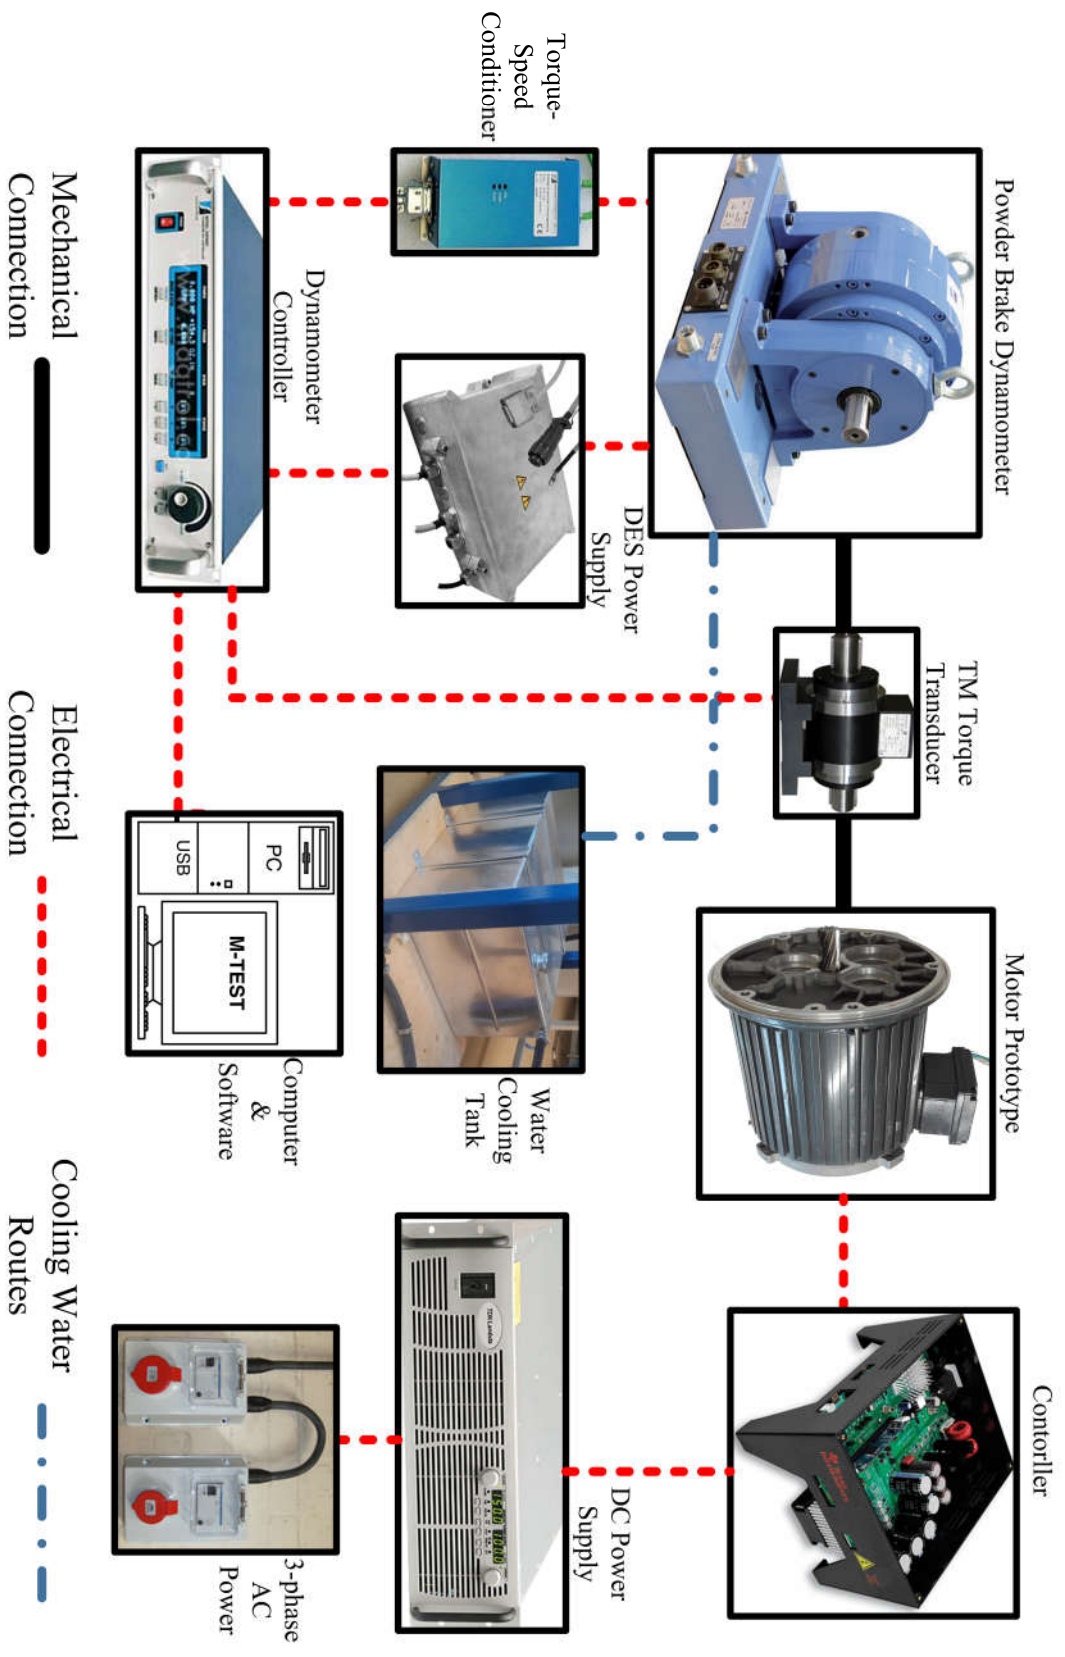 Powder Brake Dynamometer
TM Torque
Transducer
Motor Prototype
Contorller
Torque-
Speed
Conditioner
DES Power
Supply
Water
Cooling
Tank
DC Power
Supply
TDK-Lambda
Dynamometer
Controller
PC
USB
M-TEST
Computer
&
Software
3-phase
AC
Power
Mechanical
Connection
Electrical
Connection
Cooling Water
Routes